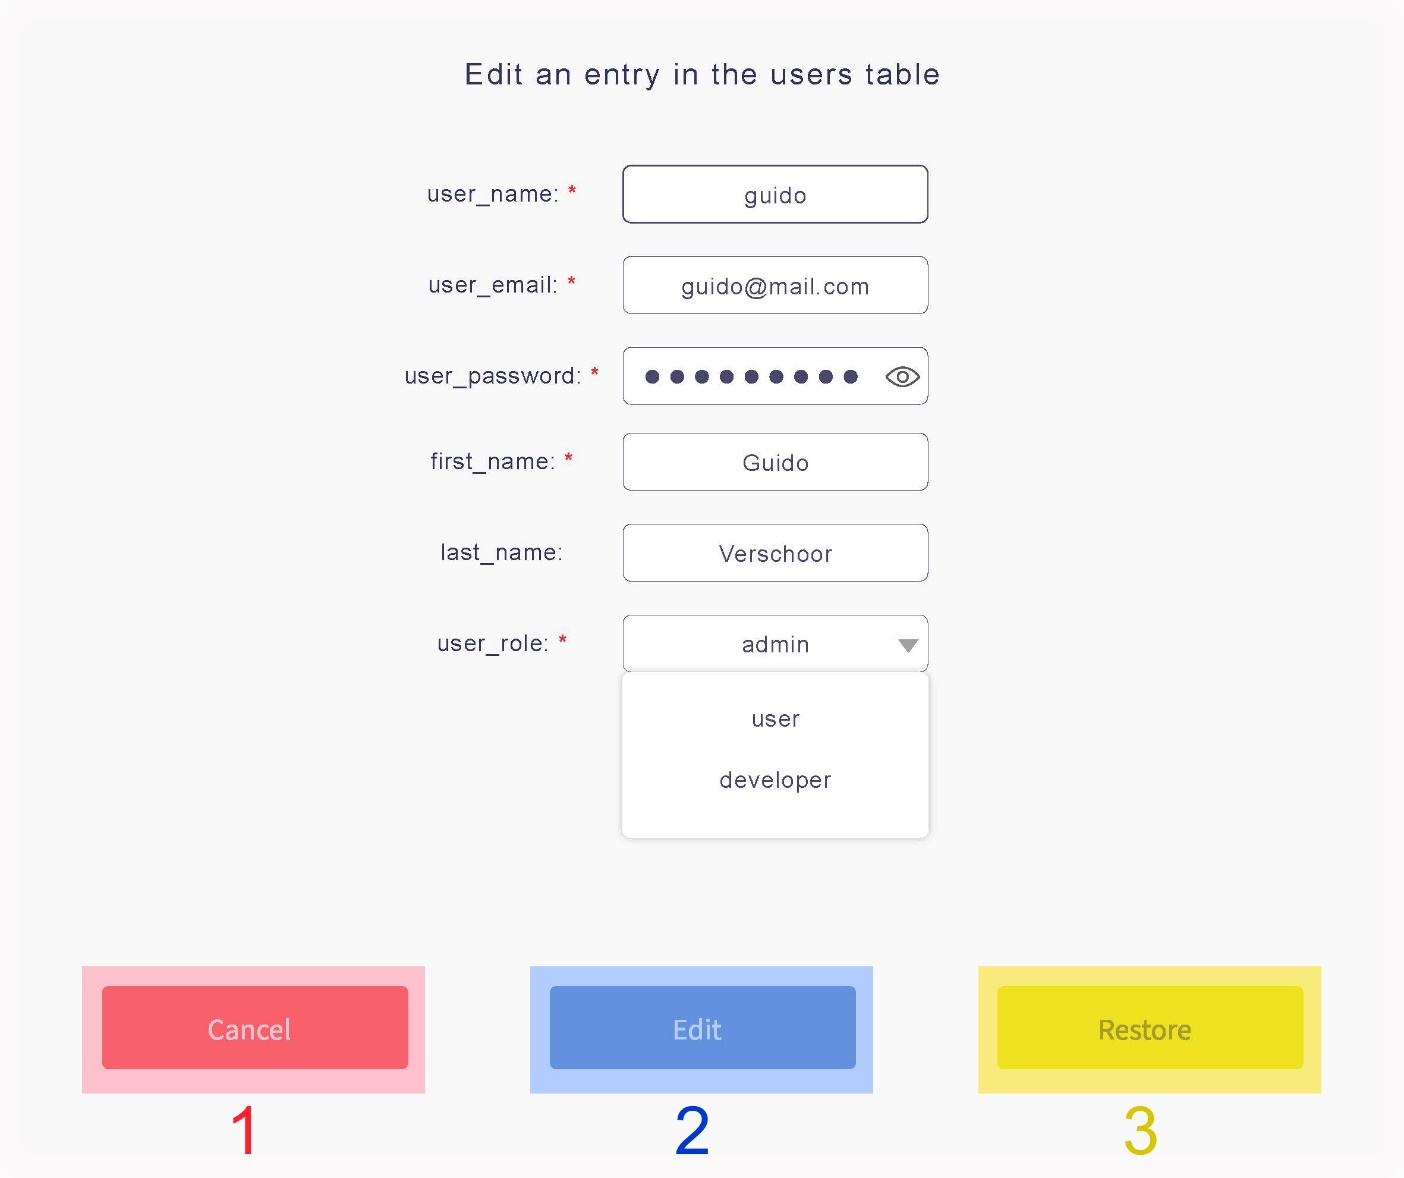 Edit an entry in the users table
user_name: * guido
user_email: * guido@mail.com
user_password: * ●●●●●●●●●
first_name: * Guido
last_name: Verschoor
user_role: * admin
user
developer
Cancel Edit Restore
1 2 3